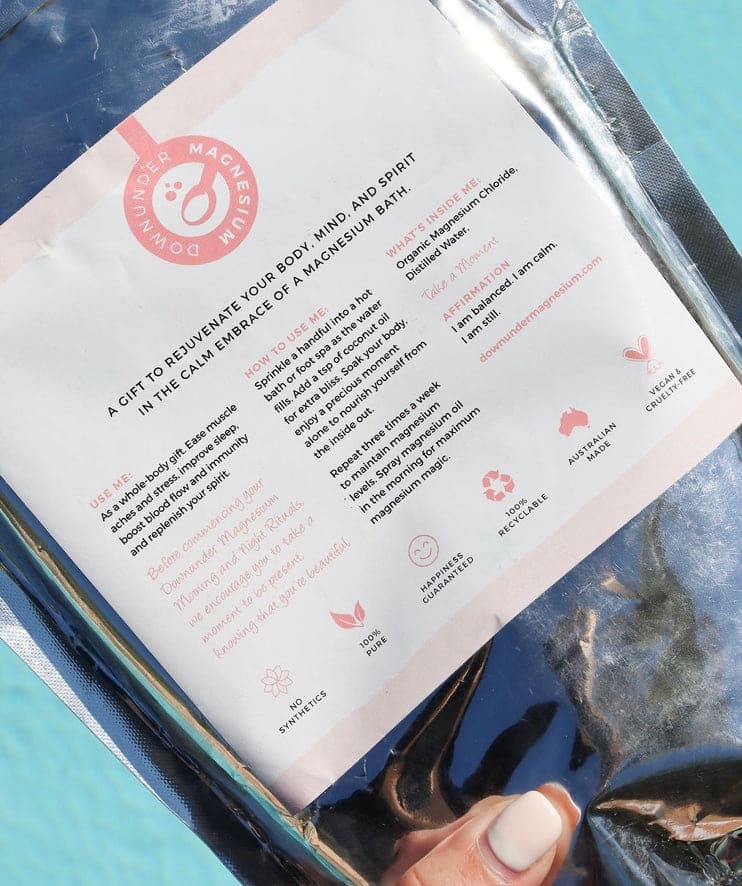 DOWNUNDER MAGNESIUM
A GIFT TO REJUVENATE YOUR BODY, MIND, AND SPIRIT
IN THE CALM EMBRACE OF A MAGNESIUM BATH.
USE ME:
As a whole-body gift. Ease muscle
aches and stress, improve sleep,
boost blood flow and immunity
and replenish your spirit.
Before commencing your
Downunder Magnesium
Morning and Night Rituals,
we encourage you to take a
moment to be present,
knowing that you're beautiful.
HOW TO USE ME:
Sprinkle a handful into a hot
bath or foot spa as the water
fills. Add a tsp of coconut oil
for extra bliss. Soak your body,
enjoy a precious moment
alone to nourish yourself from
the inside out.
Repeat three times a week
to maintain magnesium
levels. Spray magnesium oil
in the morning for maximum
magnesium magic.
WHAT'S INSIDE ME:
Organic Magnesium Chloride.
Distilled Water.
Take a Moment
AFFIRMATION
I am balanced. I am calm.
I am still.
downundermagnesium.com
NO
SYNTHETICS
100%
PURE
HAPPINESS
GUARANTEED
100%
RECYCLABLE
AUSTRALIAN
MADE
VEGAN &
CRUELTY-FREE